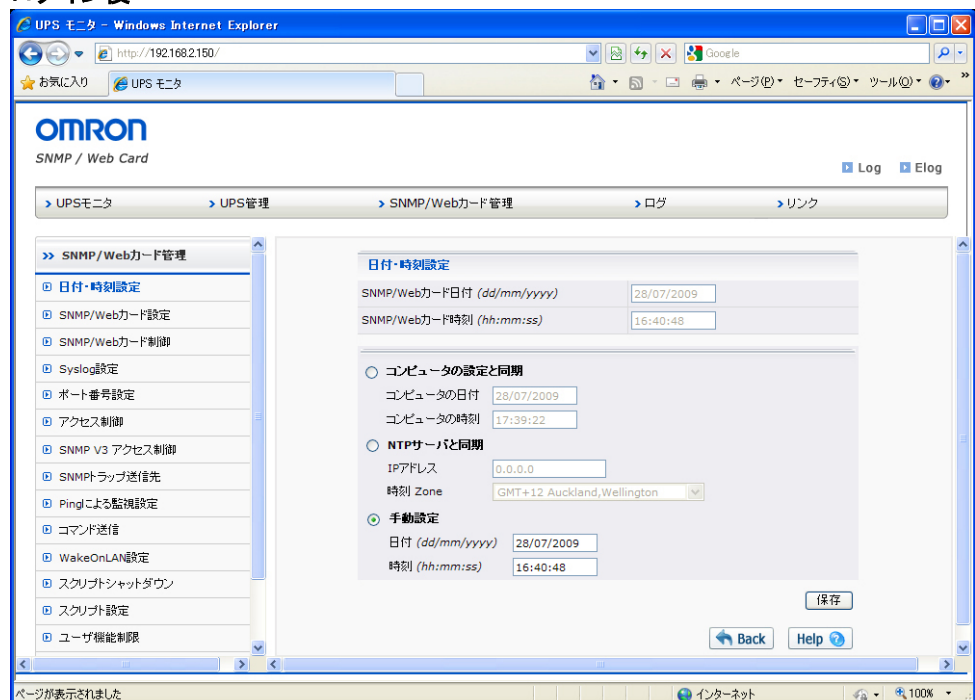 UPS モニタ - Windows Internet Explorer
http://192.168.2.150/
Google
お気に入り
UPS モニタ
ページ(P)
セーフティ(S)
ツール(O)
»
OMRON
SNMP / Web Card
Log
Elog
UPSモニタ
UPS管理
SNMP/Webカード管理
ログ
リンク
SNMP/Webカード管理
日付・時刻設定
SNMP/Webカード設定
SNMP/Webカード制御
Syslog設定
ポート番号設定
アクセス制御
SNMP V3 アクセス制御
SNMPトラップ送信先
Pingによる監視設定
コマンド送信
WakeOnLAN設定
スクリプトシャットダウン
スクリプト設定
ユーザ機能制限
日付・時刻設定
SNMP/Webカード日付 (dd/mm/yyyy) 28/07/2009
SNMP/Webカード時刻 (hh:mm:ss) 16:40:48
コンピュータの設定と同期
コンピュータの日付 28/07/2009
コンピュータの時刻 17:39:22
NTPサーバと同期
IPアドレス 0.0.0.0
時刻 Zone GMT+12 Auckland,Wellington
手動設定
日付 (dd/mm/yyyy) 28/07/2009
時刻 (hh:mm:ss) 16:40:48
保存
Back
Help
ページが表示されました
インターネット
100%